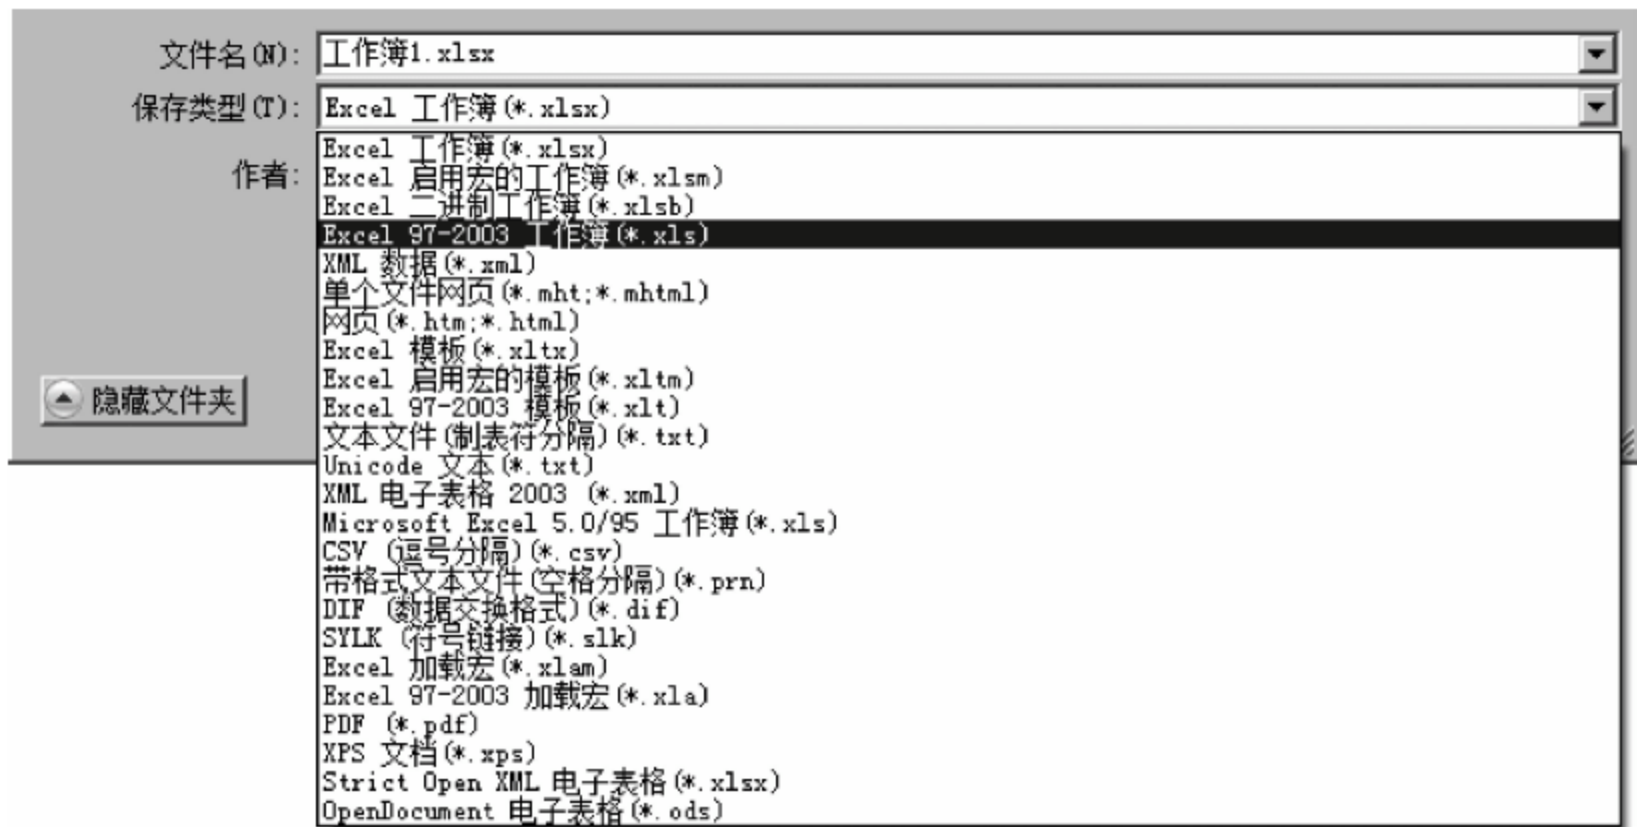 文件名(N): 工作簿1.xlsx
保存类型(T): Excel 工作簿(*.xlsx)
作者:
Excel 工作簿(*.xlsx)
Excel 启用宏的工作簿(*.xlsm)
Excel 二进制工作簿(*.xlsb)
Excel 97-2003 工作簿(*.xls)
XML 数据(*.xml)
单个文件网页(*.mht;*.mhtml)
网页(*.htm;*.html)
Excel 模板(*.xltx)
Excel 启用宏的模板(*.xltm)
Excel 97-2003 模板(*.xlt)
文本文件(制表符分隔)(*.txt)
Unicode 文本(*.txt)
XML 电子表格 2003 (*.xml)
Microsoft Excel 5.0/95 工作簿(*.xls)
CSV (逗号分隔)(*.csv)
带格式文本文件(空格分隔)(*.prn)
DIF (数据交换格式)(*.dif)
SYLK (符号链接)(*.slk)
Excel 加载宏(*.xlam)
Excel 97-2003 加载宏(*.xla)
PDF (*.pdf)
XPS 文档(*.xps)
Strict Open XML 电子表格(*.xlsx)
OpenDocument 电子表格(*.ods)
隐藏文件夹